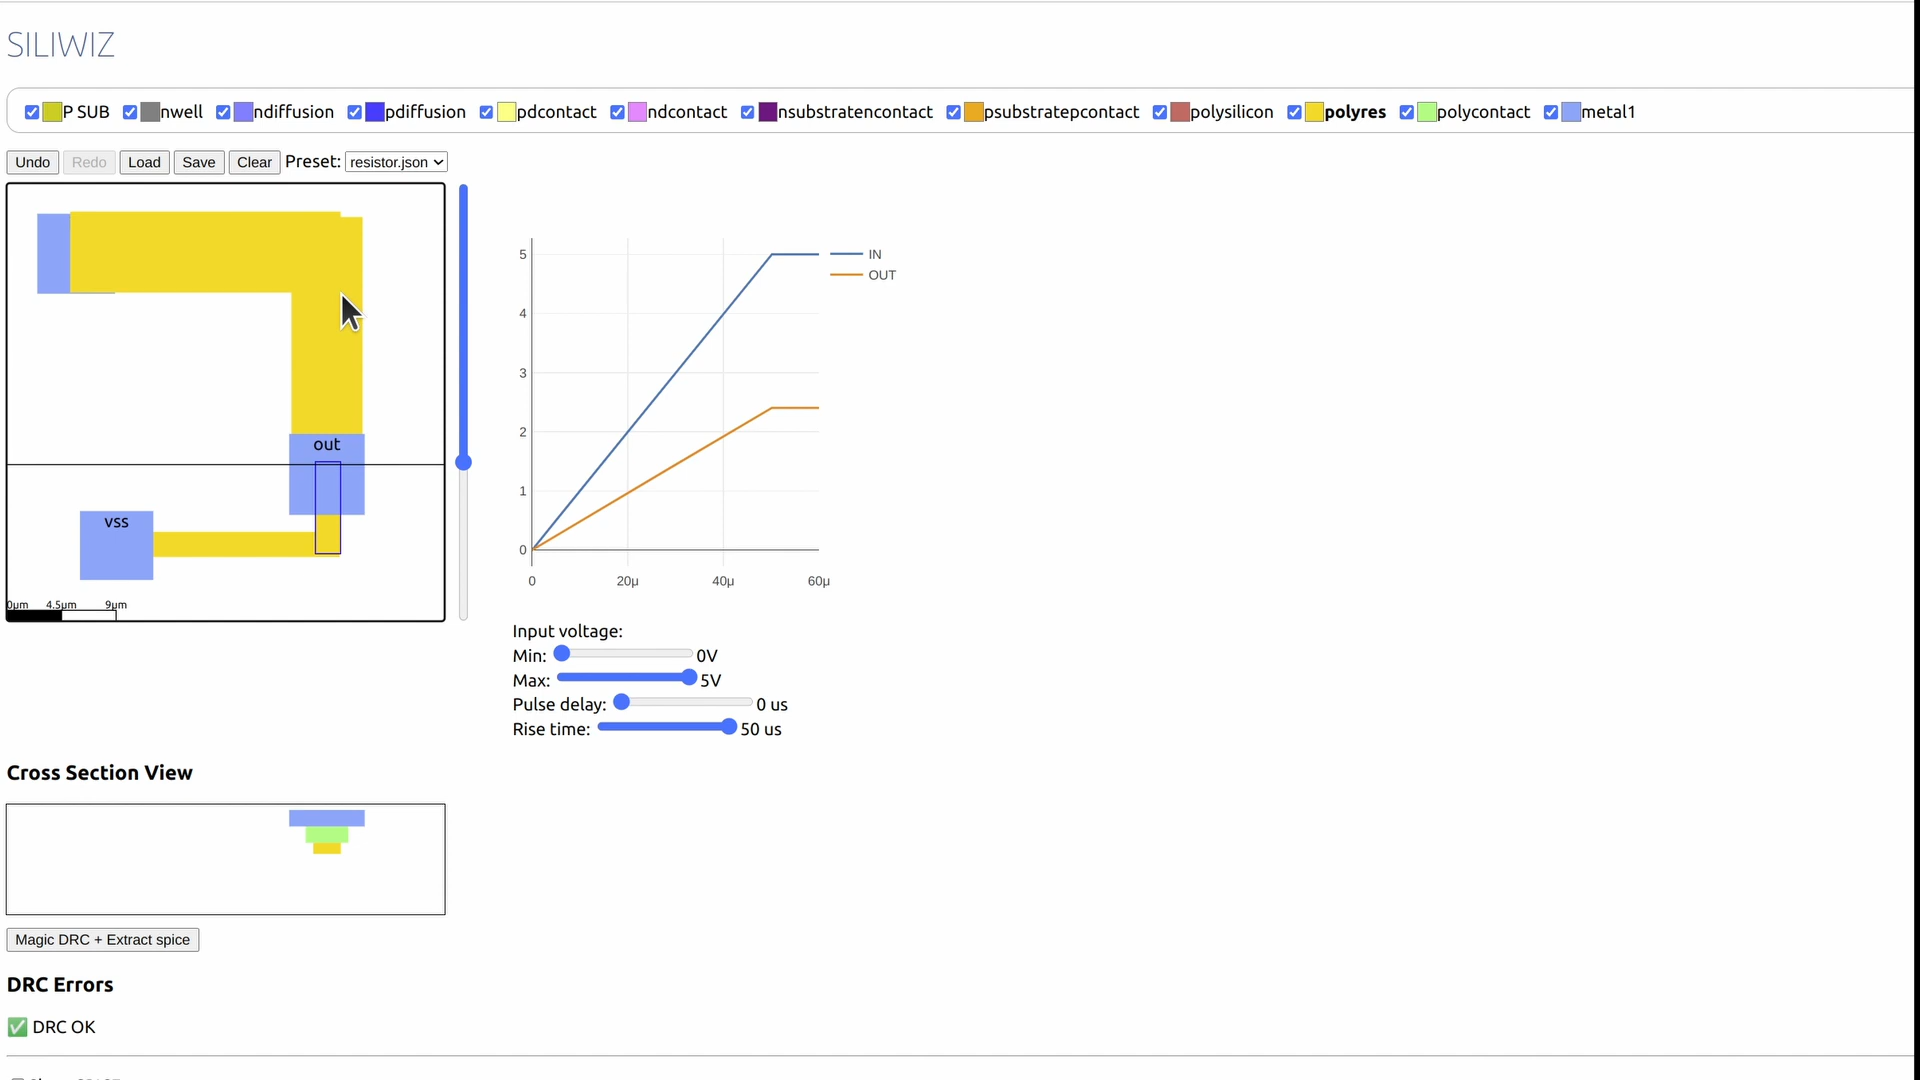 SILIWIZ
P SUB nwell ndiffusion pdiffusion pdcontact ndcontact nsubstratencontact psubstratepcontact polysilicon polyres polycontact metal1
Undo Redo Load Save Clear Preset: resistor.json
out
vss
0µm 4.5µm 9µm
5
4
3
2
1
0
0 20µ 40µ 60µ
IN
OUT
Input voltage:
Min: 0V
Max: 5V
Pulse delay: 0 us
Rise time: 50 us
Cross Section View
Magic DRC + Extract spice
DRC Errors
DRC OK